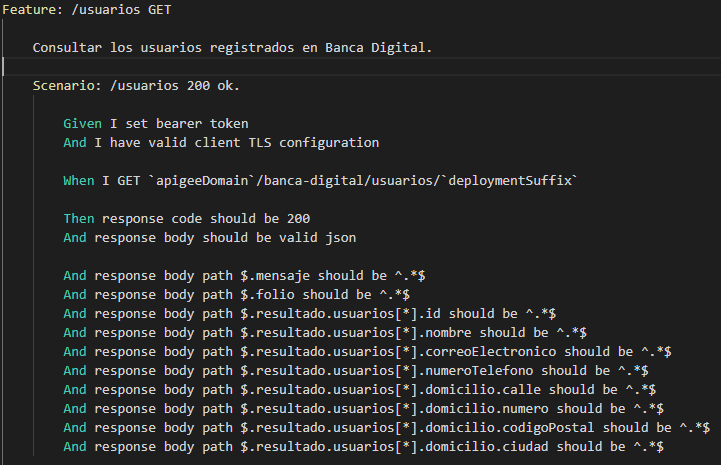 Feature: /usuarios GET
Consultar los usuarios registrados en Banca Digital.
Scenario: /usuarios 200 ok.
Given I set bearer token
And I have valid client TLS configuration
When I GET `apigeeDomain`/banca-digital/usuarios/`deploymentSuffix`
Then response code should be 200
And response body should be valid json
And response body path $.mensaje should be ^.*$
And response body path $.folio should be ^.*$
And response body path $.resultado.usuarios[*].id should be ^.*$
And response body path $.resultado.usuarios[*].nombre should be ^.*$
And response body path $.resultado.usuarios[*].correoElectronico should be ^.*$
And response body path $.resultado.usuarios[*].numeroTelefono should be ^.*$
And response body path $.resultado.usuarios[*].domicilio.calle should be ^.*$
And response body path $.resultado.usuarios[*].domicilio.numero should be ^.*$
And response body path $.resultado.usuarios[*].domicilio.codigoPostal should be ^.*$
And response body path $.resultado.usuarios[*].domicilio.ciudad should be ^.*$